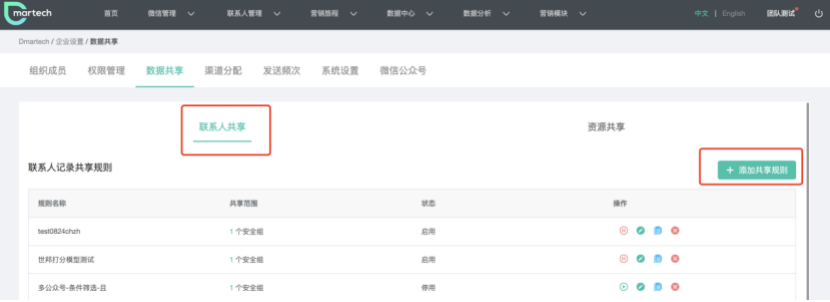 Dmartech 首页 微信管理 联系人管理 营销旅程 数据中心 数据分析 营销模块 中文 | English 团队测试
Dmartech / 企业设置 / 数据共享
组织成员 权限管理 数据共享 渠道分配 发送频次 系统设置 微信公众号
联系人共享 资源共享
联系人记录共享规则 + 添加共享规则
规则名称 共享范围 状态 操作
test0824chzh 1 个安全组 启用
世邦打分模型测试 1 个安全组 启用
多公众号-条件筛选-且 1 个安全组 停用